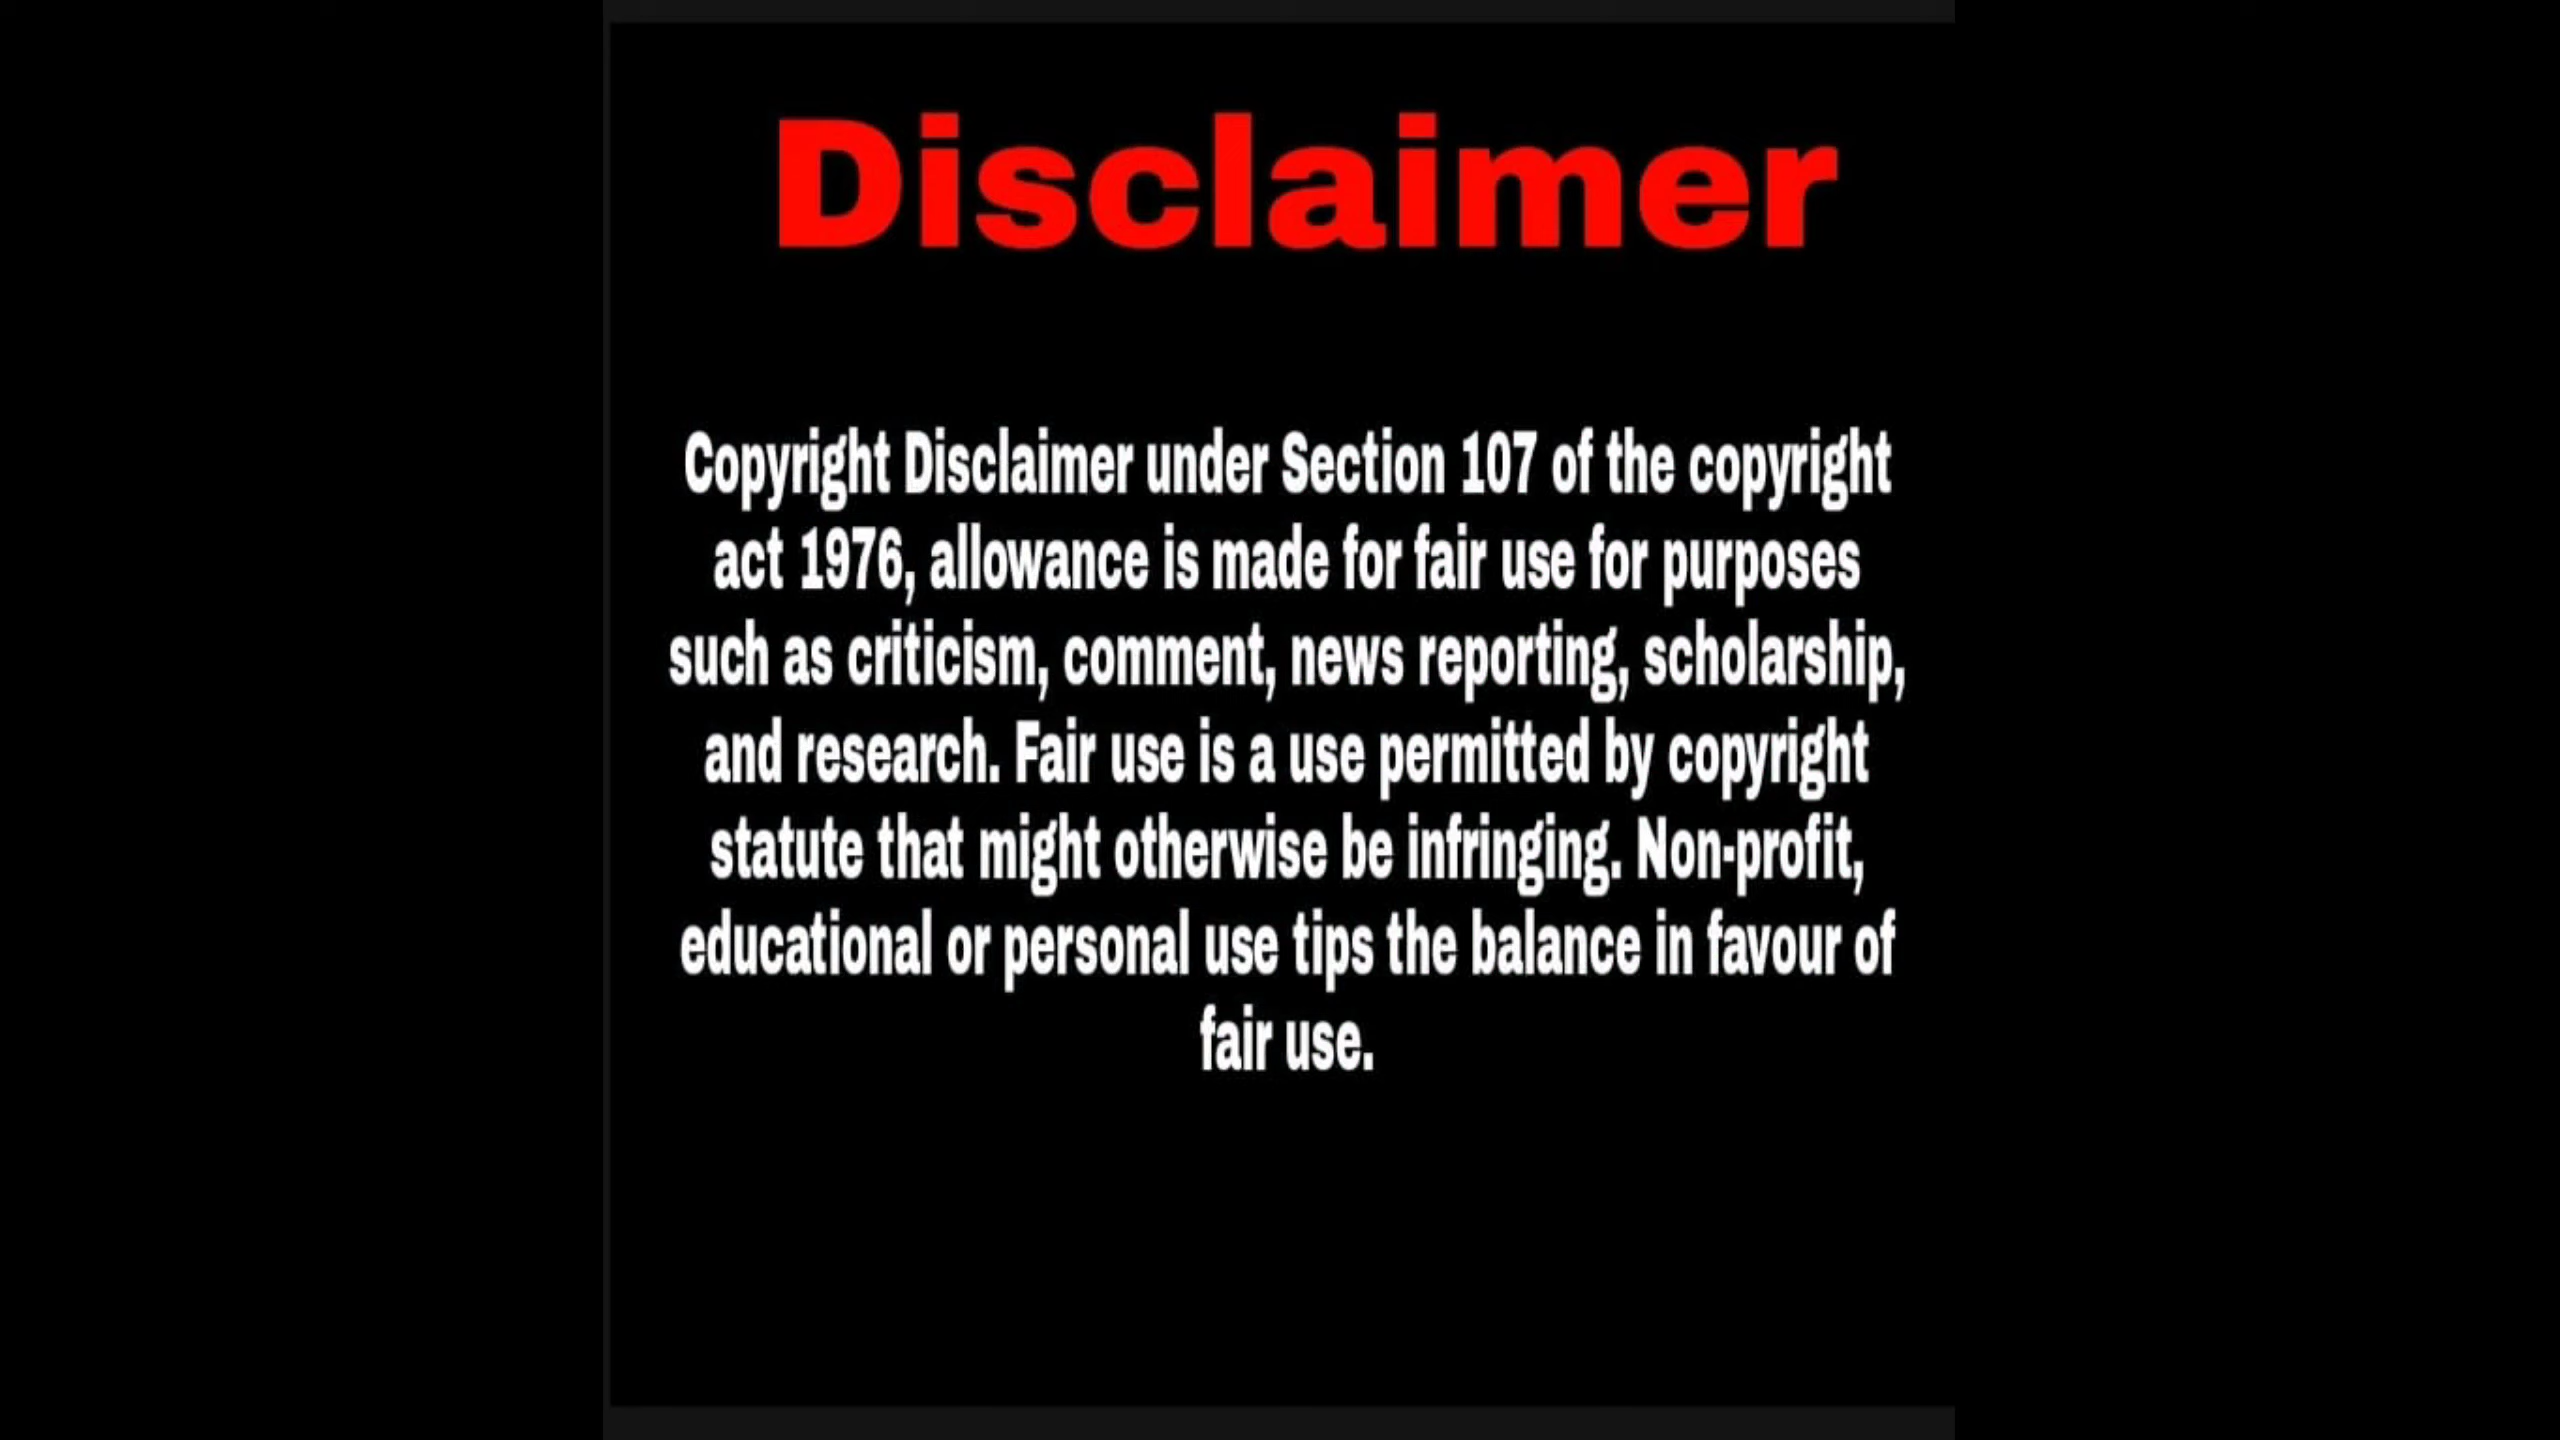 Disclaimer
Copyright Disclaimer under Section 107 of the copyright
act 1976, allowance is made for fair use for purposes
such as criticism, comment, news reporting, scholarship,
and research. Fair use is a use permitted by copyright
statute that might otherwise be infringing. Non-profit,
educational or personal use tips the balance in favour of
fair use.